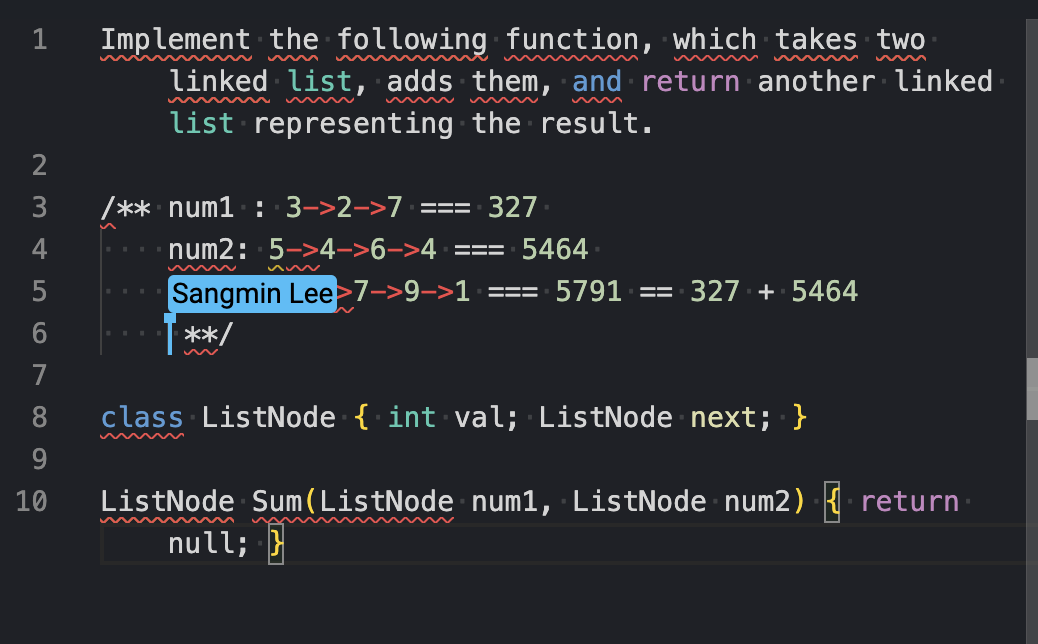 1 Implement the following function, which takes two
linked list, adds them, and return another linked
list representing the result.
2
3 /** num1 : 3->2->7 === 327
4 num2: 5->4->6->4 === 5464
5 Sangmin Lee>7->9->1 === 5791 == 327 + 5464
6 **/
7
8 class ListNode { int val; ListNode next; }
9
10 ListNode Sum(ListNode num1, ListNode num2) { return
null; }